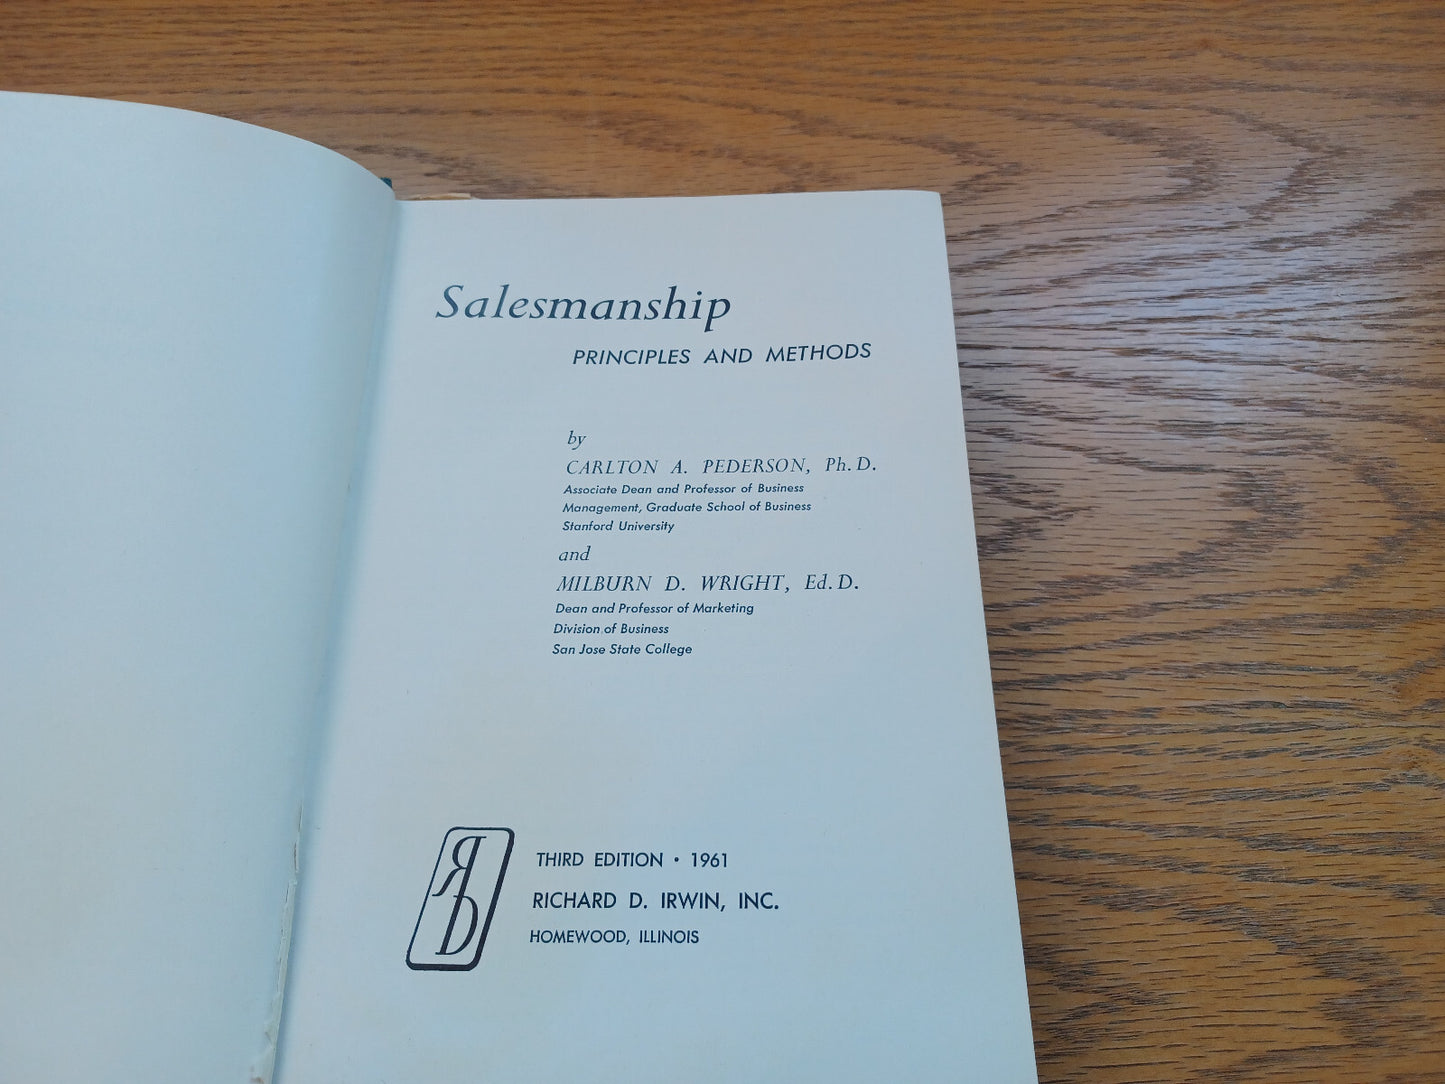 Salesmanship
PRINCIPLES AND METHODS
by
CARLTON A. PEDERSON, Ph.D.
Associate Dean and Professor of Business
Management, Graduate School of Business
Stanford University
and
MILBURN D. WRIGHT, Ed.D.
Dean and Professor of Marketing
Division of Business
San Jose State College
RD
THIRD EDITION • 1961
RICHARD D. IRWIN, INC.
HOMEWOOD, ILLINOIS